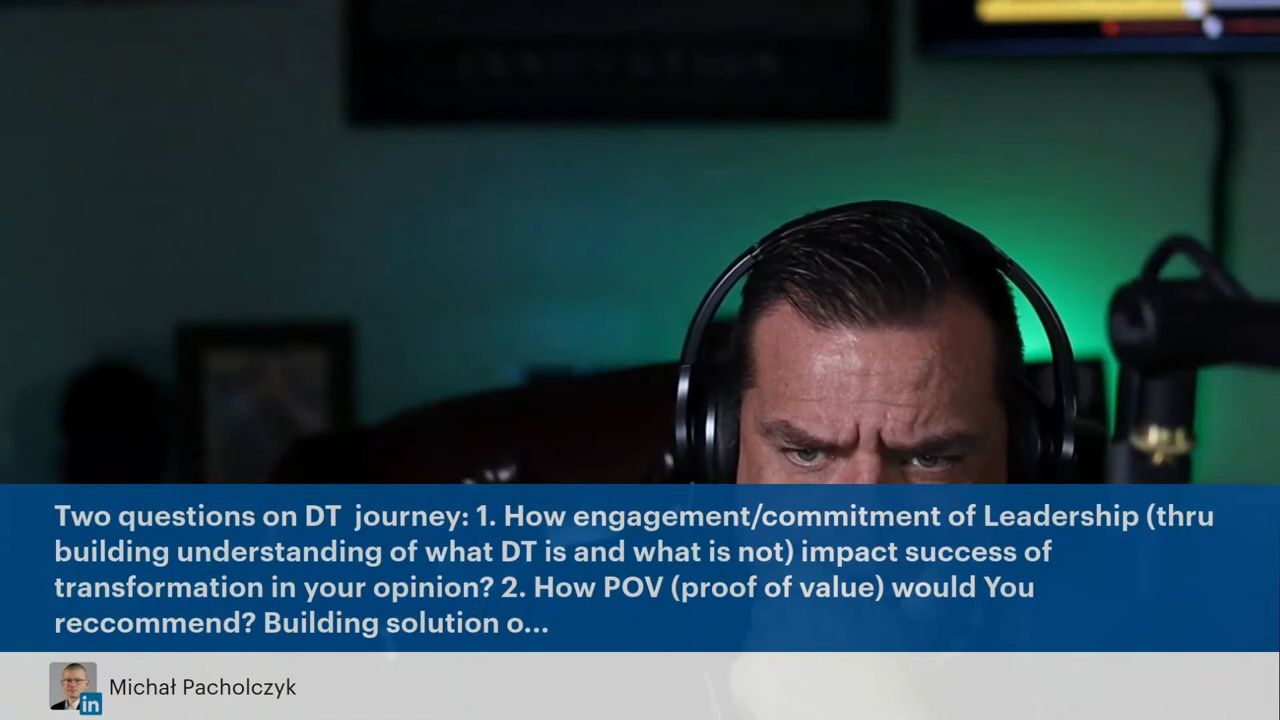 Two questions on DT  journey: 1. How engagement/commitment of Leadership (thru
building understanding of what DT is and what is not) impact success of
transformation in your opinion? 2. How POV (proof of value) would You
reccommend? Building solution o...
in
Michał Pacholczyk